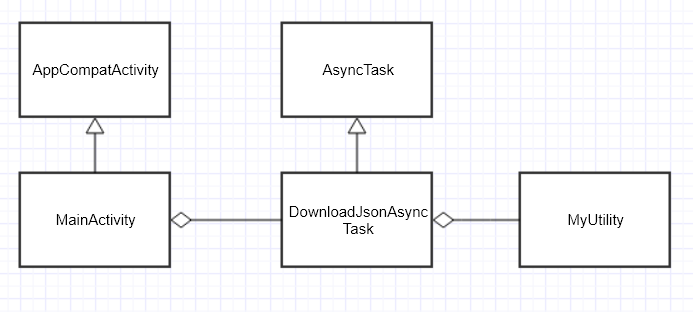 AppCompatActivity
AsyncTask
MainActivity
DownloadJsonAsync
Task
MyUtility